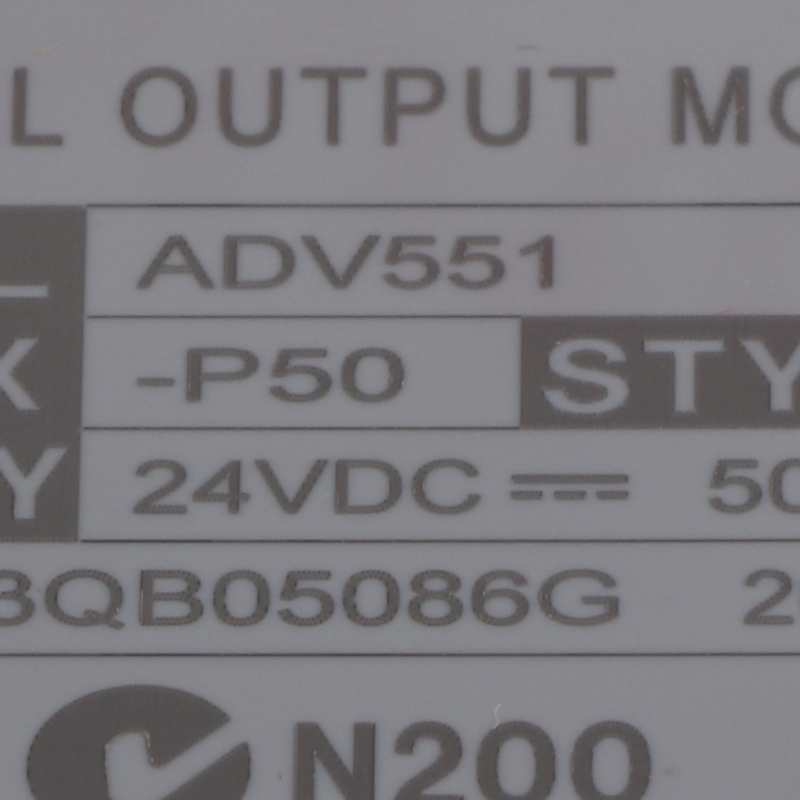 L OUTPUT MO
L ADV551
X -P50 STY
Y 24VDC 50
3QB05086G 2
N200